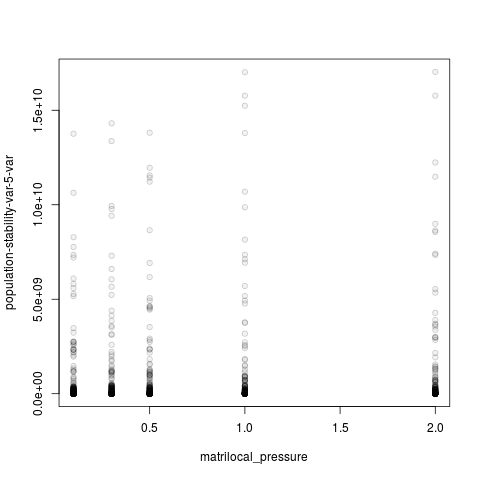 population-stability-var-5-var
1.5e+10
1.0e+10
5.0e+09
0.0e+00
0.5
1.0
1.5
2.0
matrilocal_pressure